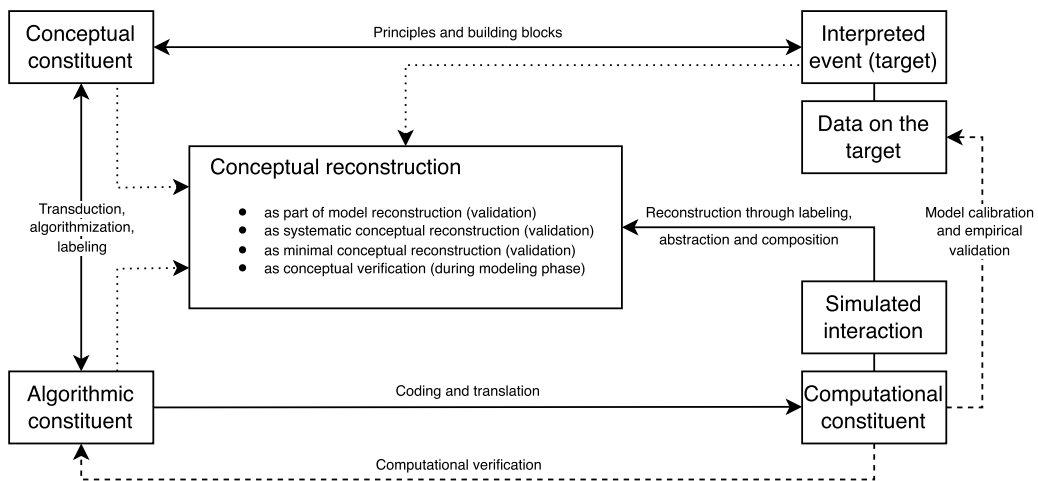 Conceptual
constituent
Principles and building blocks
Interpreted
event (target)
Data on the
target
Conceptual reconstruction
● as part of model reconstruction (validation)
● as systematic conceptual reconstruction (validation)
● as minimal conceptual reconstruction (validation)
● as conceptual verification (during modeling phase)
Transduction,
algorithmization,
labeling
Reconstruction through labeling,
abstraction and composition
Model calibration
and empirical
validation
Simulated
interaction
Algorithmic
constituent
Coding and translation
Computational
constituent
Computational verification